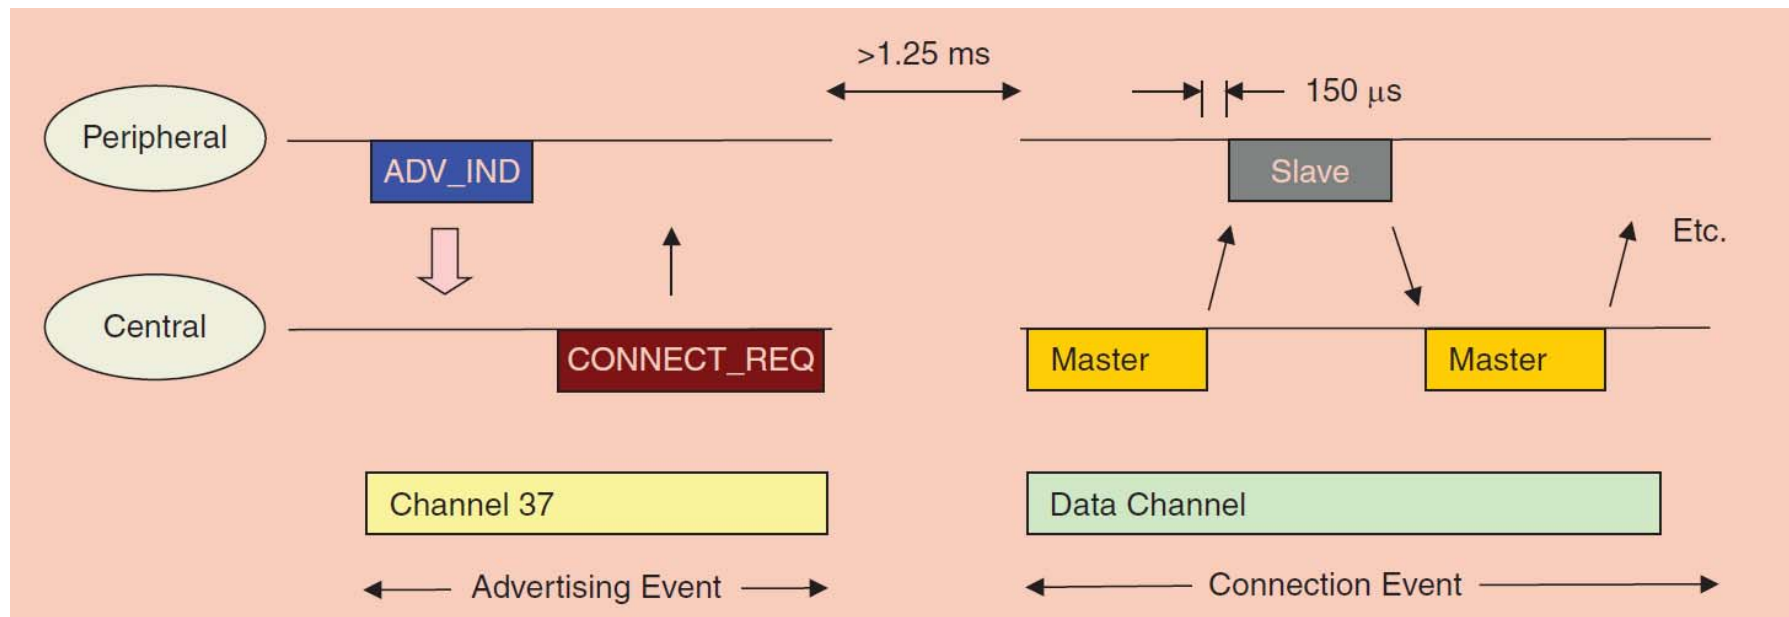 >1.25 ms
150 μs
Peripheral
ADV_IND
Slave
Etc.
Central
CONNECT_REQ
Master
Master
Channel 37
Data Channel
Advertising Event
Connection Event